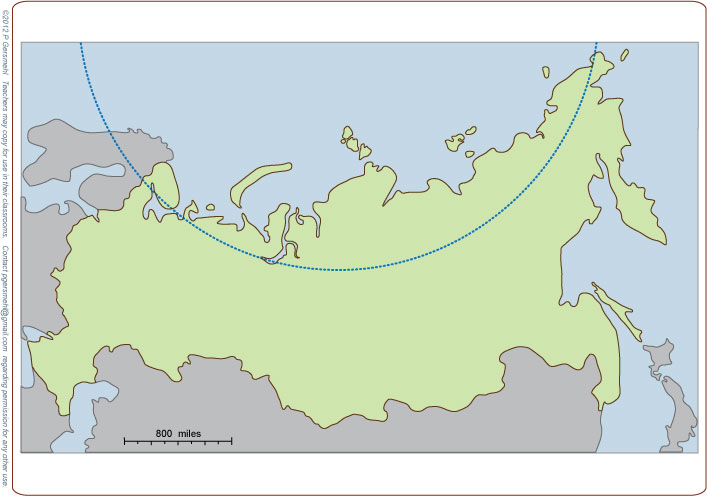 ©2012 P Gersmehl   Teachers may copy for use in their classrooms.   Contact pgersmehl@gmail.com   regarding permission for any other use.
800 miles